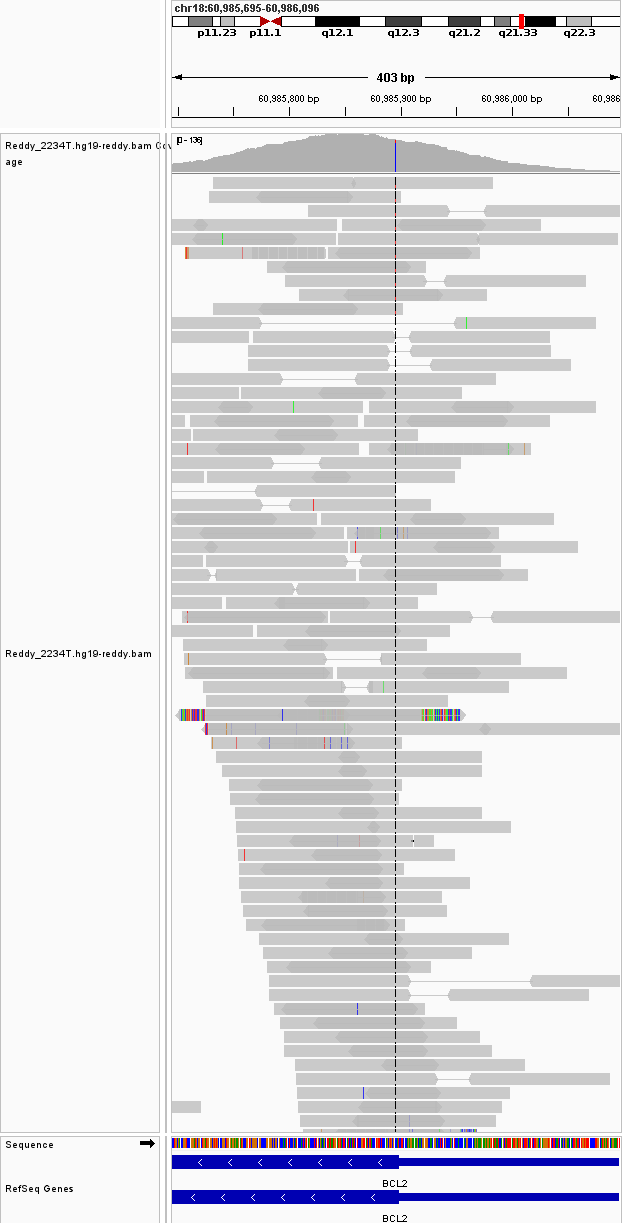 chr18:60,985,695-60,986,096
p11.23 p11.1 q12.1 q12.3 q21.2 q21.33 q22.3
403 bp
60,985,800 bp 60,985,900 bp 60,986,000 bp 60,986
Reddy_2234T.hg19-reddy.bam Cov
age
[0 - 136]
Reddy_2234T.hg19-reddy.bam
Sequence
BCL2
RefSeq Genes
BCL2